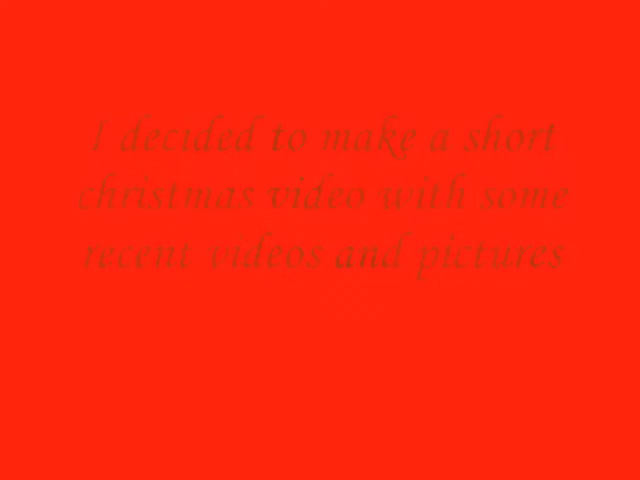 I decided to make a short
christmas video with some
recent videos and pictures